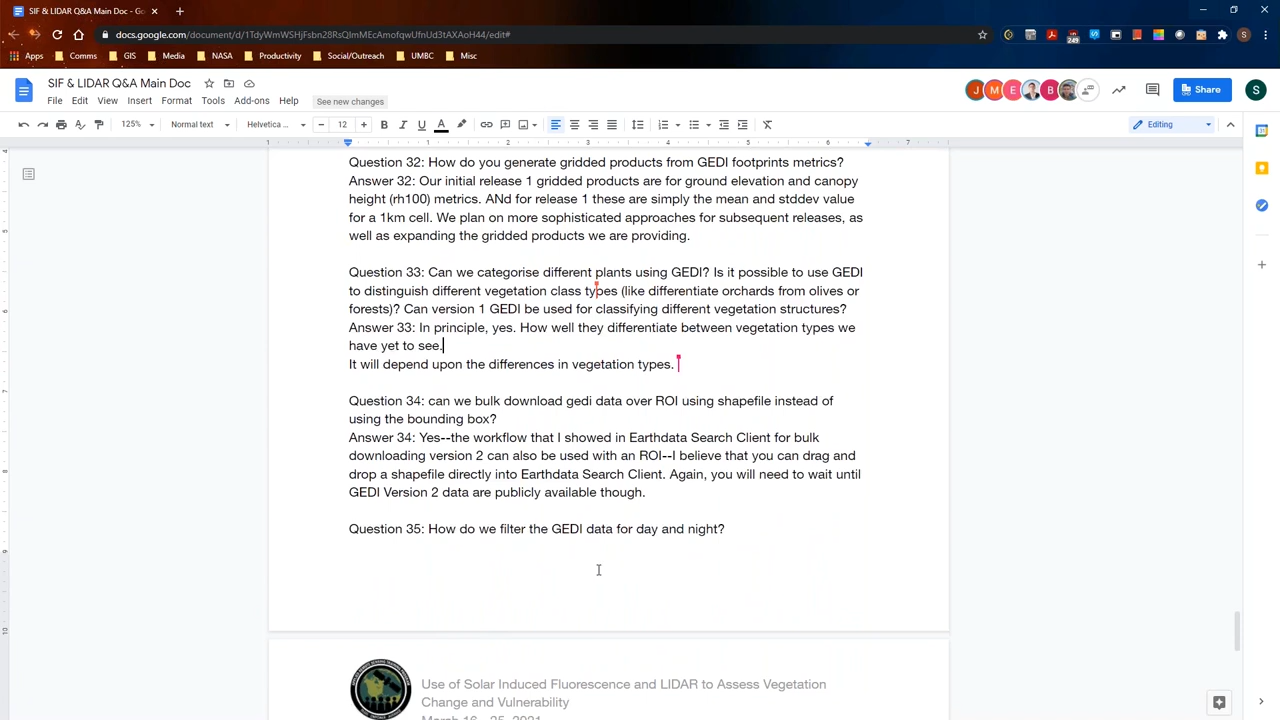 SIF & LIDAR Q&A Main Doc - Go
docs.google.com/document/d/1TdyWmWSHjFsbn28RsQlmMEcAmofqwUfnUd3tAXAoH44/edit#
Apps Comms GIS Media NASA Productivity Social/Outreach UMBC Misc
SIF & LIDAR Q&A Main Doc
File Edit View Insert Format Tools Add-ons Help See new changes
J M E B Share S
125% Normal text Helvetica ... 12 B I U A Editing
1 1 2 3 4 5 6 7
Question 32: How do you generate gridded products from GEDI footprints metrics?
Answer 32: Our initial release 1 gridded products are for ground elevation and canopy
height (rh100) metrics. ANd for release 1 these are simply the mean and stddev value
for a 1km cell. We plan on more sophisticated approaches for subsequent releases, as
well as expanding the gridded products we are providing.
Question 33: Can we categorise different plants using GEDI? Is it possible to use GEDI
to distinguish different vegetation class types (like differentiate orchards from olives or
forests)? Can version 1 GEDI be used for classifying different vegetation structures?
Answer 33: In principle, yes. How well they differentiate between vegetation types we
have yet to see.
It will depend upon the differences in vegetation types.
Question 34: can we bulk download gedi data over ROI using shapefile instead of
using the bounding box?
Answer 34: Yes--the workflow that I showed in Earthdata Search Client for bulk
downloading version 2 can also be used with an ROI--I believe that you can drag and
drop a shapefile directly into Earthdata Search Client. Again, you will need to wait until
GEDI Version 2 data are publicly available though.
Question 35: How do we filter the GEDI data for day and night?
Use of Solar Induced Fluorescence and LIDAR to Assess Vegetation
Change and Vulnerability
March 16 - 25, 2021